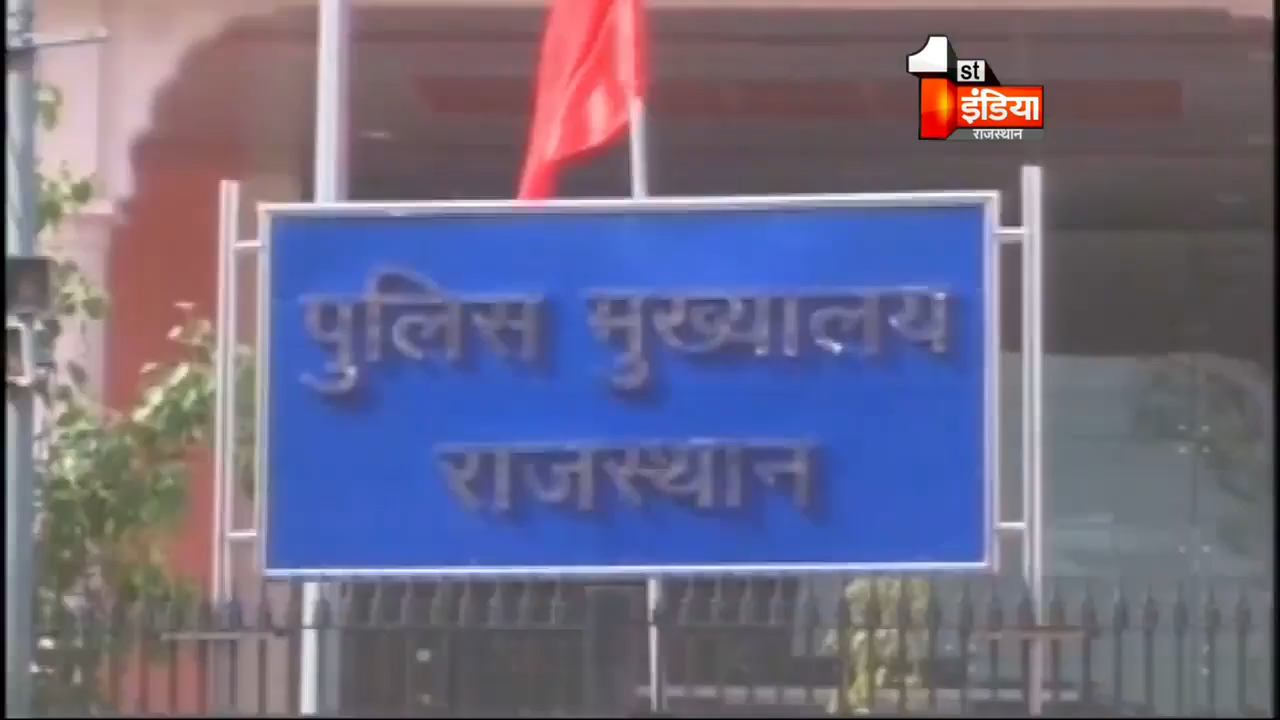 1st
इंडिया
राजस्थान
पुलिस मुख्यालय
राजस्थान